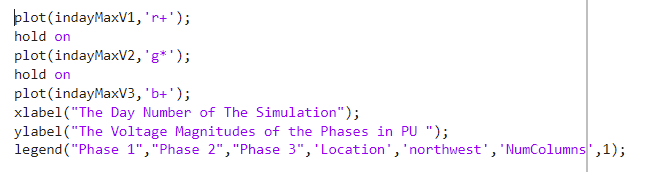 plot(indayMaxV1,'r+');
hold on
plot(indayMaxV2,'g*');
hold on
plot(indayMaxV3,'b+');
xlabel("The Day Number of The Simulation");
ylabel("The Voltage Magnitudes of the Phases in PU ");
legend("Phase 1","Phase 2","Phase 3",'Location','northwest','NumColumns',1);